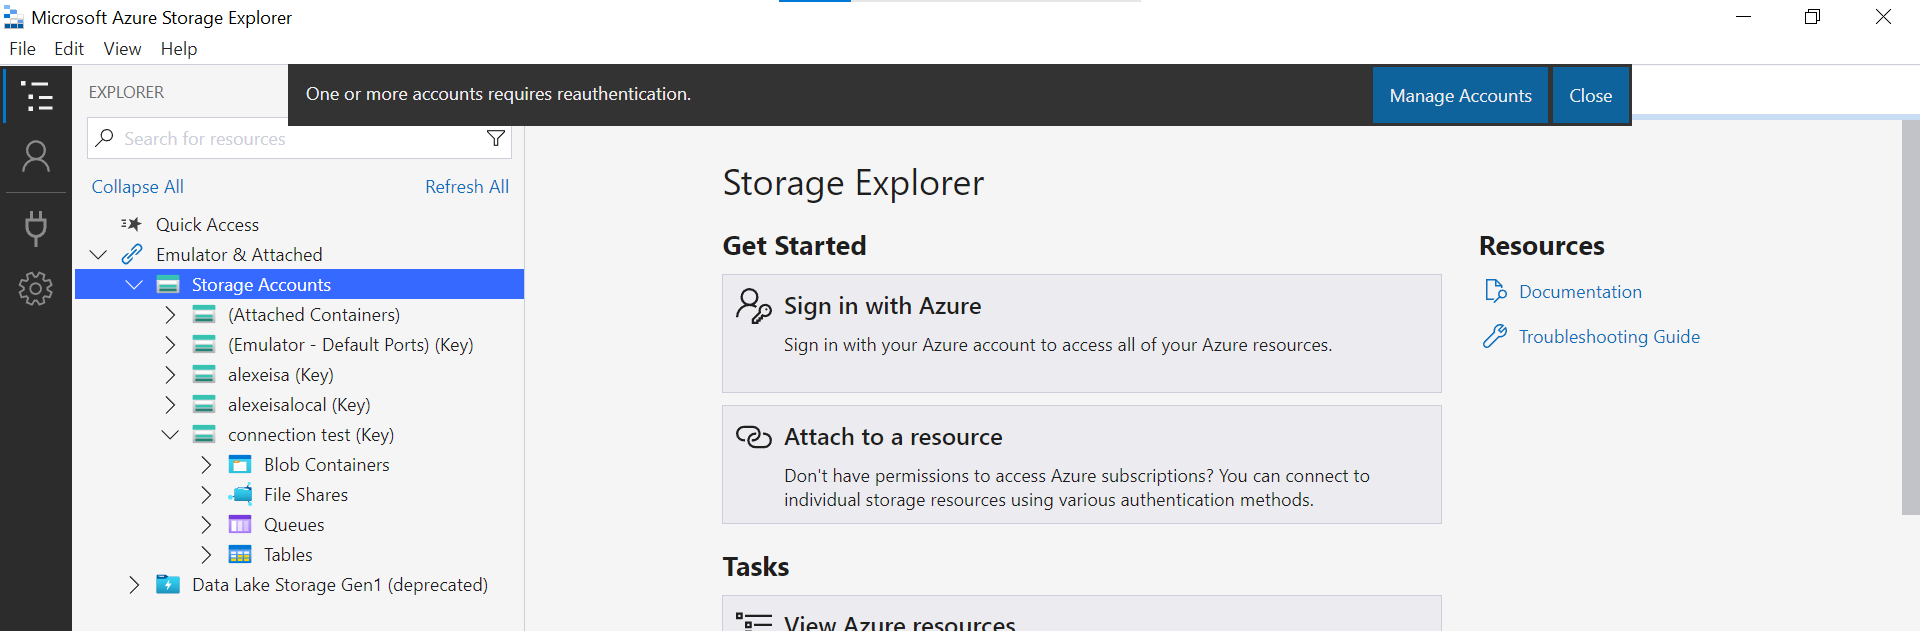 Microsoft Azure Storage Explorer
File Edit View Help
EXPLORER
One or more accounts requires reauthentication.
Manage Accounts
Close
Search for resources
Collapse All
Refresh All
Quick Access
Emulator & Attached
Storage Accounts
(Attached Containers)
(Emulator - Default Ports) (Key)
alexeisa (Key)
alexeisalocal (Key)
connection test (Key)
Blob Containers
File Shares
Queues
Tables
Data Lake Storage Gen1 (deprecated)
Storage Explorer
Get Started
Sign in with Azure
Sign in with your Azure account to access all of your Azure resources.
Attach to a resource
Don't have permissions to access Azure subscriptions? You can connect to
individual storage resources using various authentication methods.
Tasks
View Azure resources
Resources
Documentation
Troubleshooting Guide